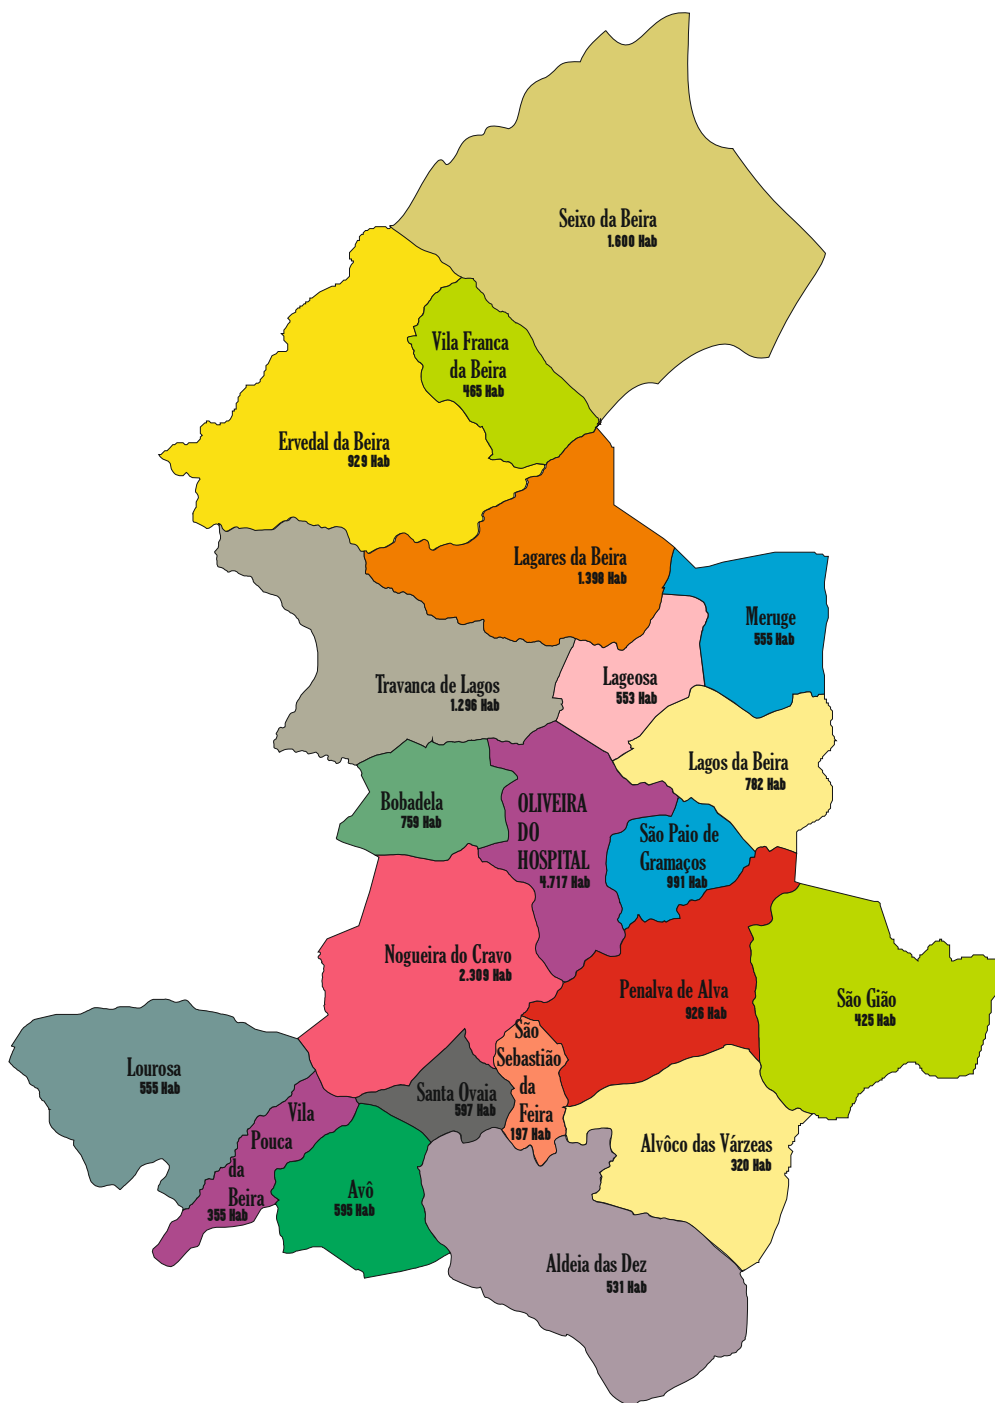 Seixo da Beira
1.600 Hab
Vila Franca
da Beira
465 Hab
Ervedal da Beira
929 Hab
Lagares da Beira
1.398 Hab
Meruge
555 Hab
Lageosa
553 Hab
Travanca de Lagos
1.296 Hab
Lagos da Beira
782 Hab
Bobadela
759 Hab
OLIVEIRA
DO
HOSPITAL
4.717 Hab
São Paio de
Gramaços
991 Hab
Nogueira do Cravo
2.309 Hab
Penalva de Alva
926 Hab
São Gião
425 Hab
São
Sebastião
da
Feira
197 Hab
Lourosa
555 Hab
Santa Ovaia
597 Hab
Vila
Pouca
da
Beira
355 Hab
Alvôco das Várzeas
320 Hab
Avô
595 Hab
Aldeia das Dez
531 Hab